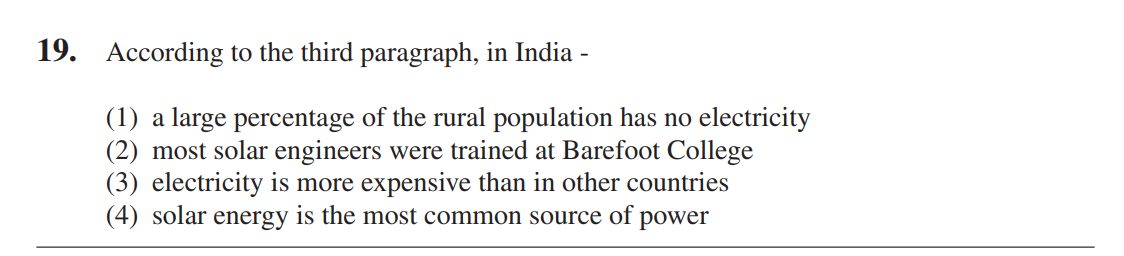 19. According to the third paragraph, in India -
(1) a large percentage of the rural population has no electricity
(2) most solar engineers were trained at Barefoot College
(3) electricity is more expensive than in other countries
(4) solar energy is the most common source of power